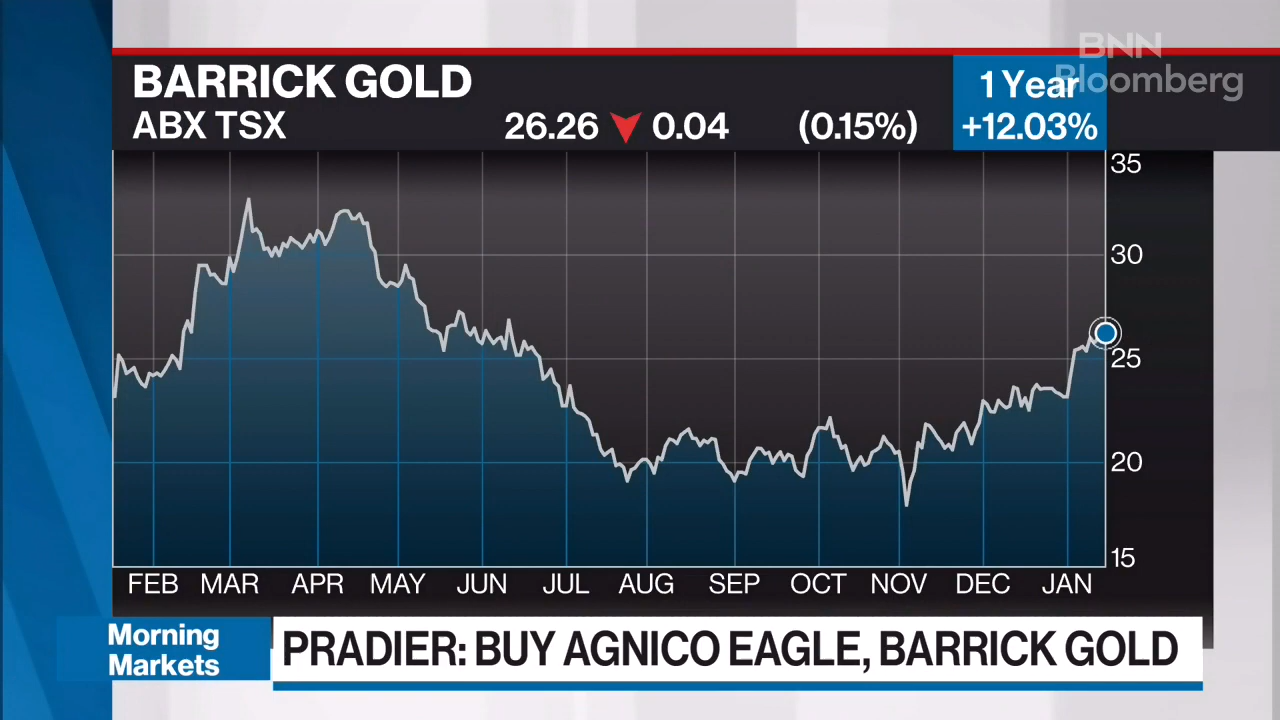 BNN
Bloomberg
BARRICK GOLD
1 Year
ABX TSX 26.26 0.04 (0.15%) +12.03%
35
30
25
20
15
FEB MAR APR MAY JUN JUL AUG SEP OCT NOV DEC JAN
Morning
Markets
PRADIER: BUY AGNICO EAGLE, BARRICK GOLD